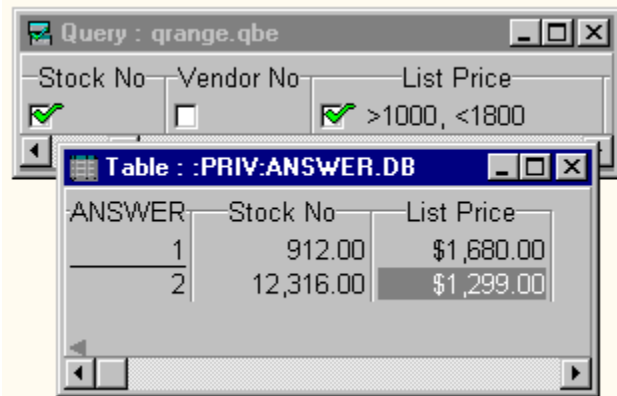 Query : qrange.qbe
Stock No Vendor No List Price
>1000, <1800
Table : :PRIV:ANSWER.DB
ANSWER Stock No List Price
1 912.00 $1,680.00
2 12,316.00 $1,299.00